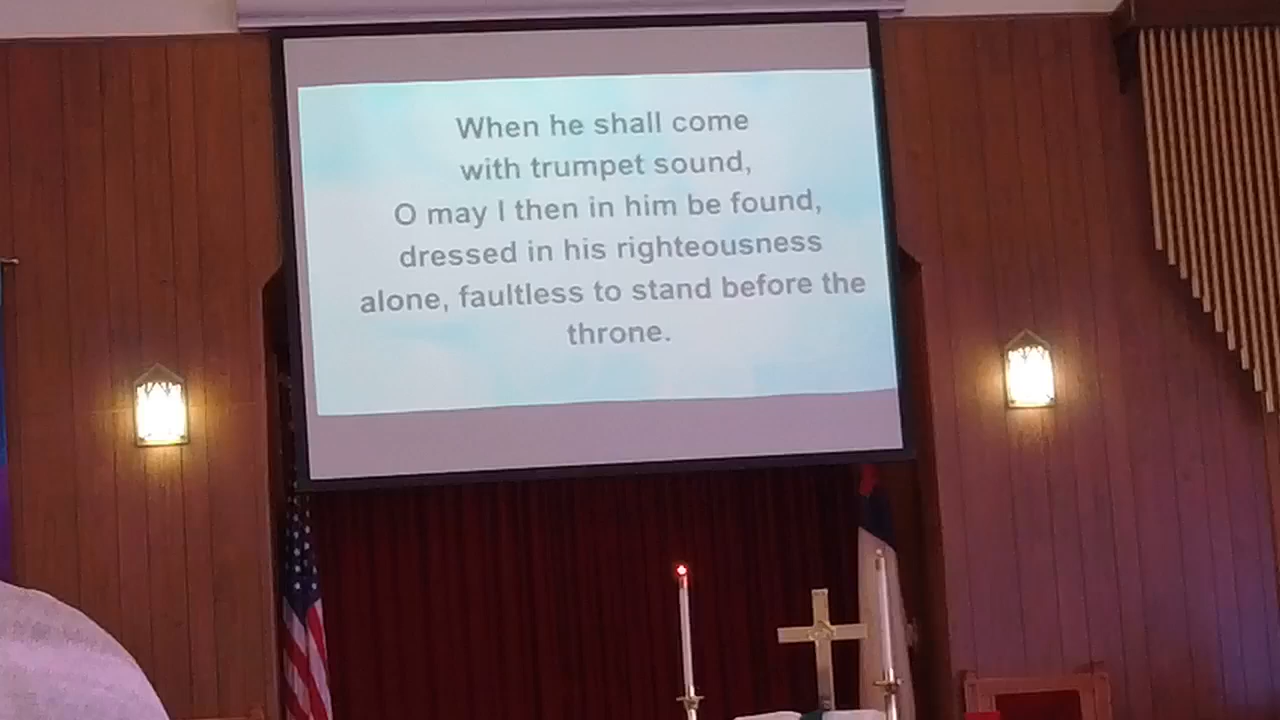 When he shall come
with trumpet sound,
O may I then in him be found,
dressed in his righteousness
alone, faultless to stand before the
throne.